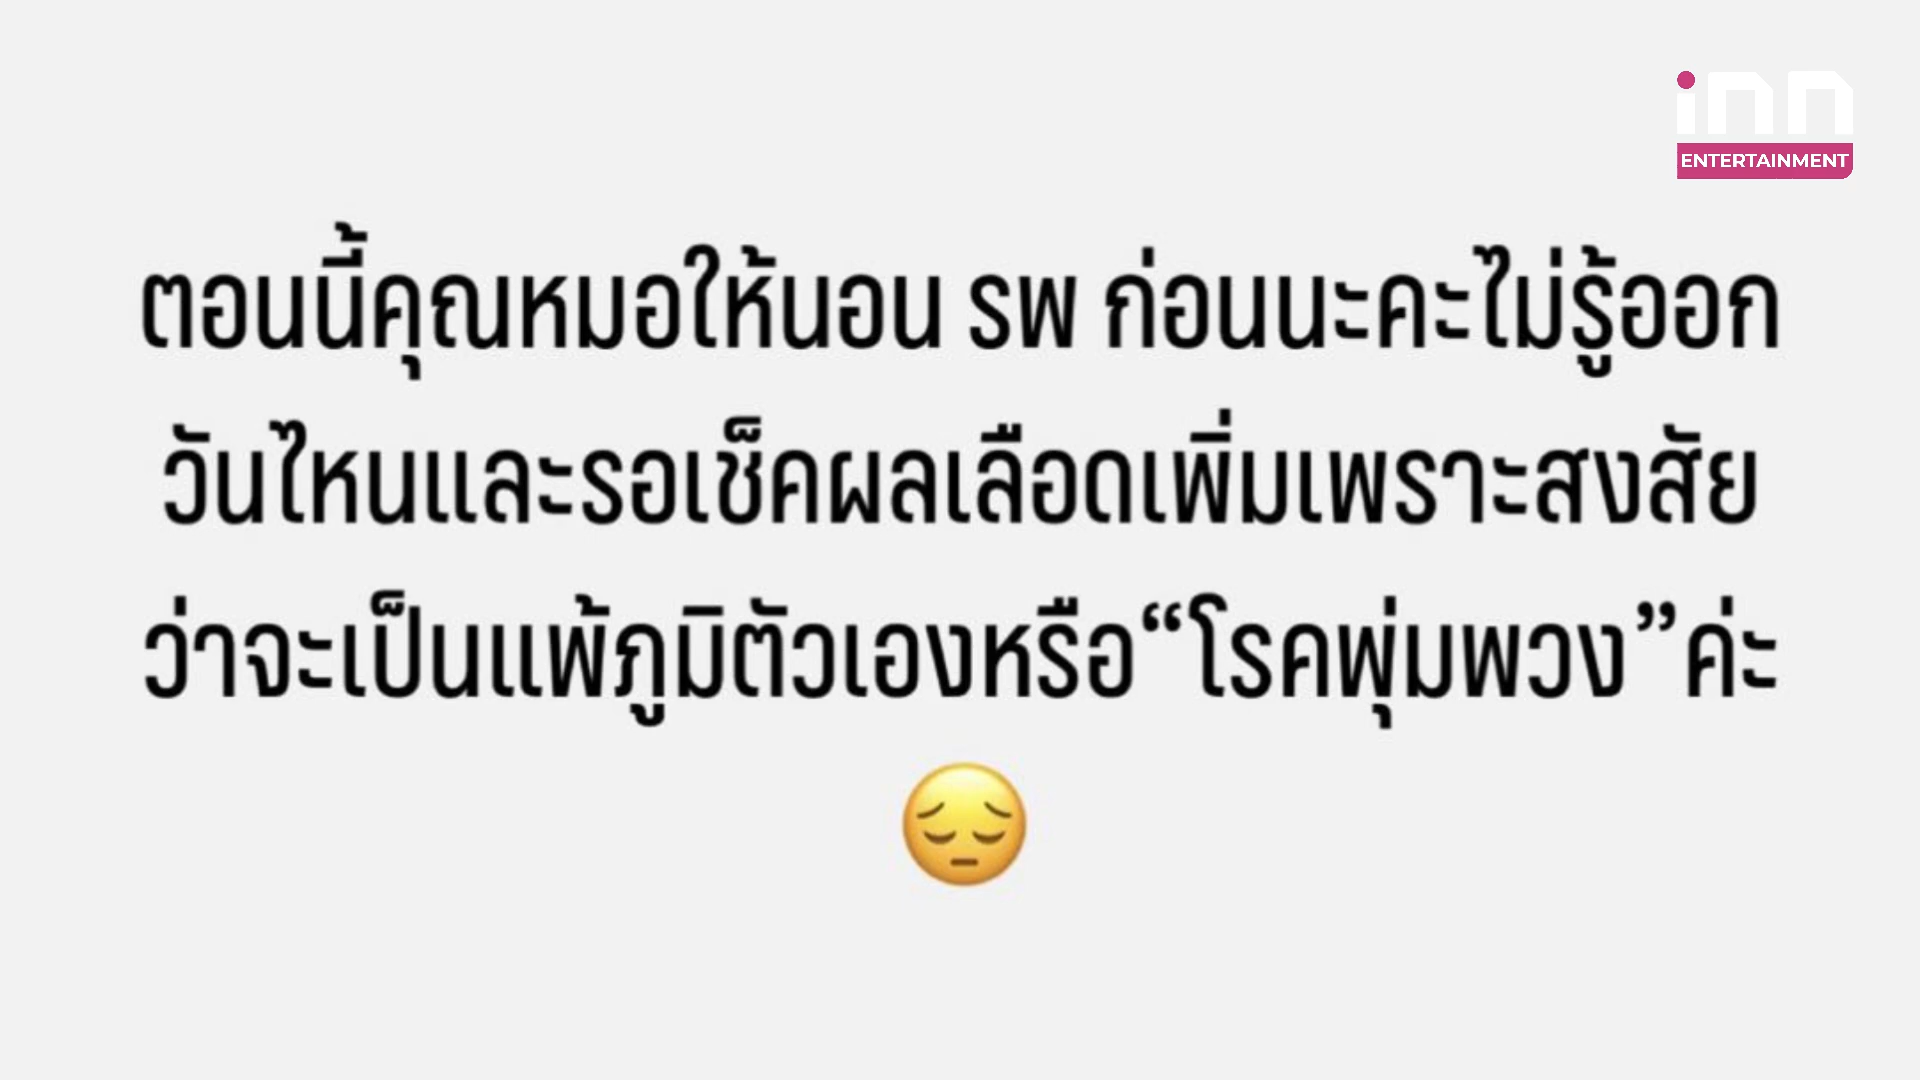 inn
ENTERTAINMENT
ตอนนี้คุณหมอให้นอน รพ ก่อนนะคะไม่รู้ออก
วันไหนและรอเช็คผลเลือดเพิ่มเพราะสงสัย
ว่าจะเป็นแพ้ภูมิตัวเองหรือ“โรคพุ่มพวง”ค่ะ
😔